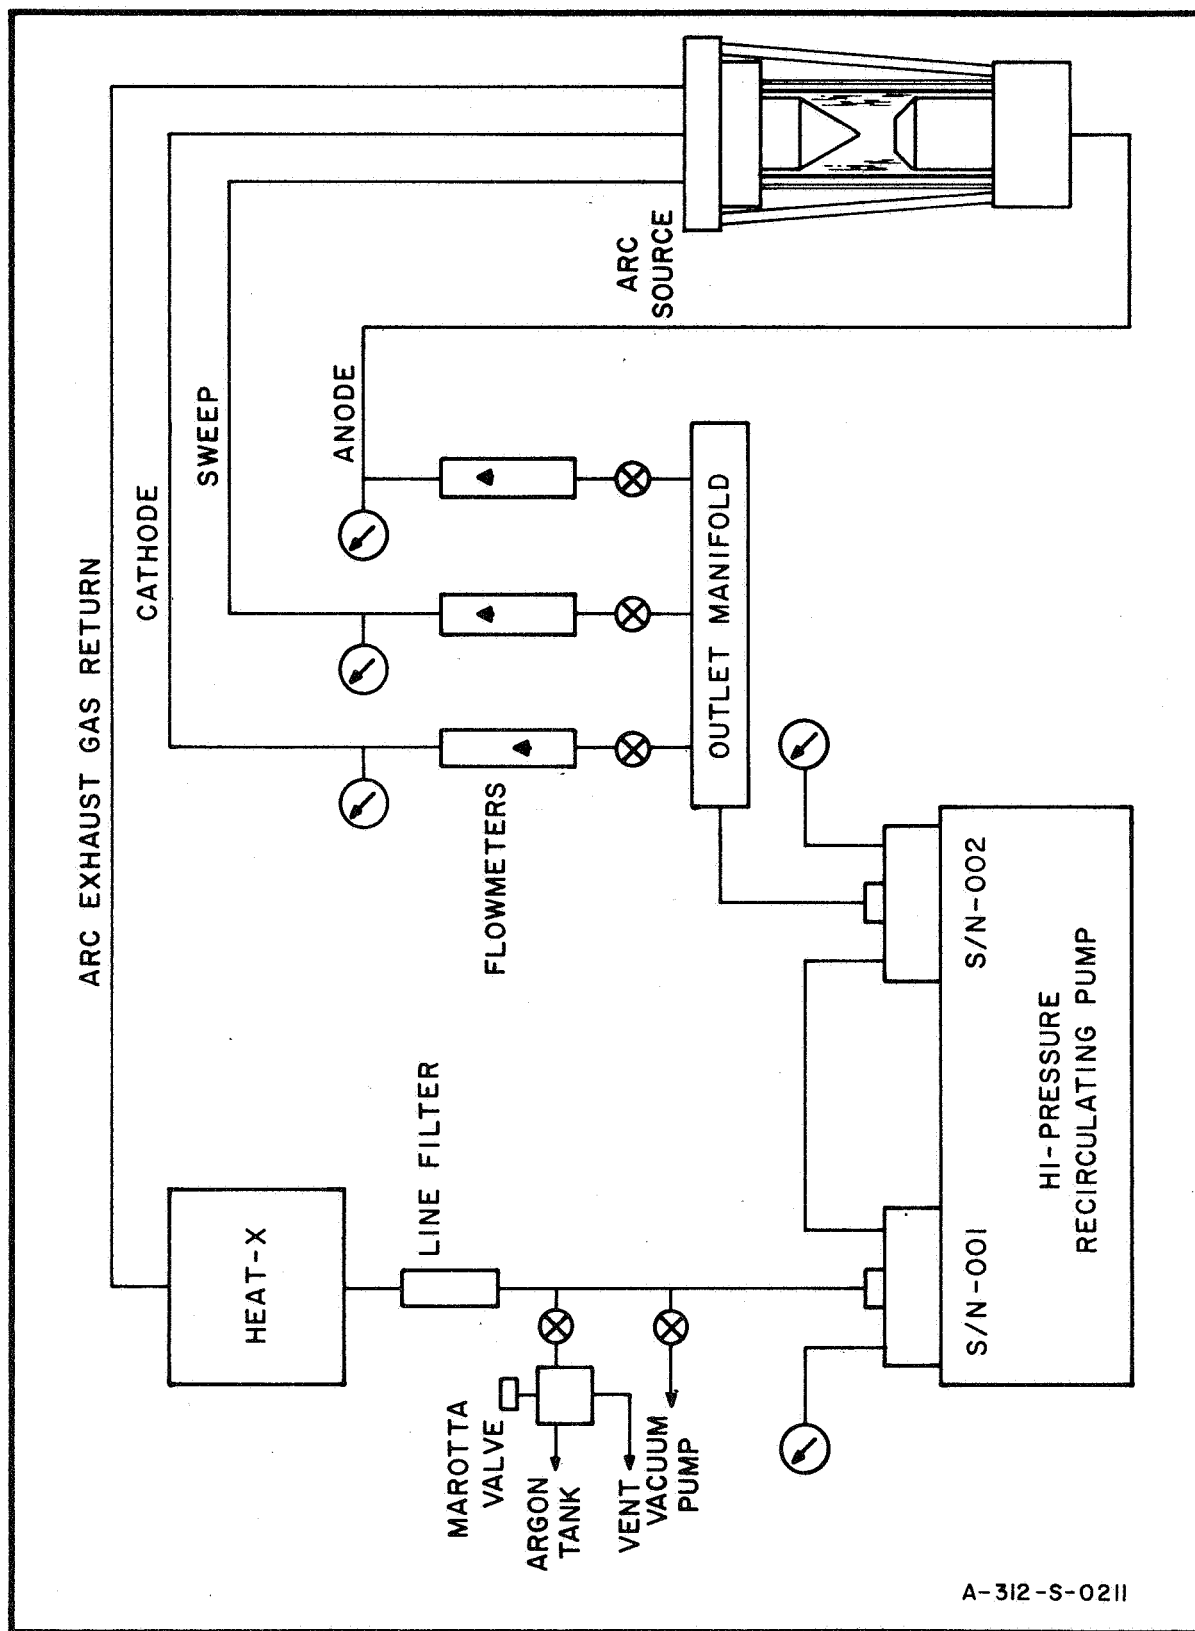 ARC EXHAUST GAS RETURN
CATHODE
SWEEP
ANODE
ARC
SOURCE
HEAT-X
LINE FILTER
FLOWMETERS
OUTLET MANIFOLD
MAROTTA
VALVE
ARGON
TANK
VENT
VACUUM
PUMP
S/N-001
S/N-002
HI-PRESSURE
RECIRCULATING PUMP
A-312-S-0211